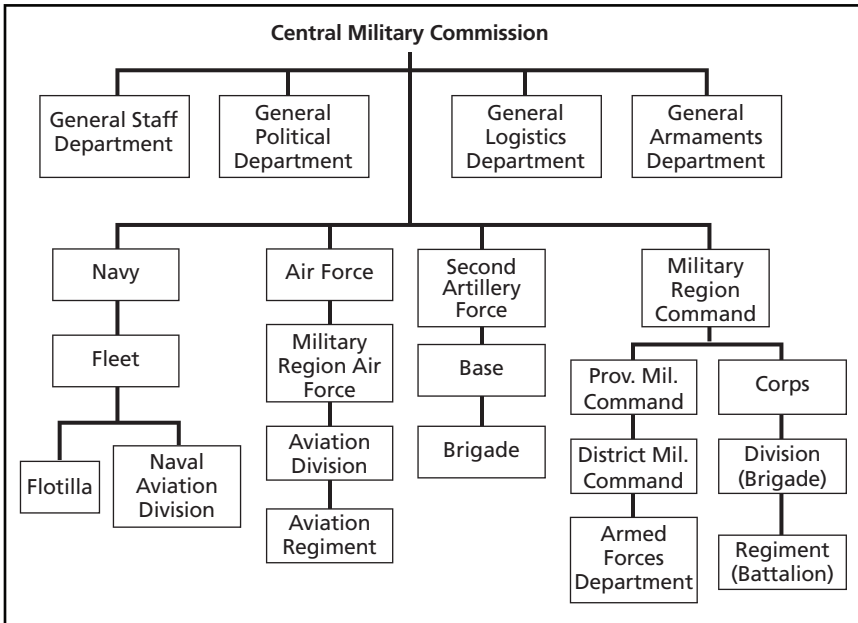 Central Military Commission
General Staff
Department
General
Political
Department
General
Logistics
Department
General
Armaments
Department
Navy
Air Force
Second
Artillery
Force
Military
Region
Command
Fleet
Military
Region Air
Force
Base
Prov. Mil.
Command
Corps
Flotilla
Naval
Aviation
Division
Aviation
Division
Brigade
District Mil.
Command
Division
(Brigade)
Aviation
Regiment
Armed
Forces
Department
Regiment
(Battalion)